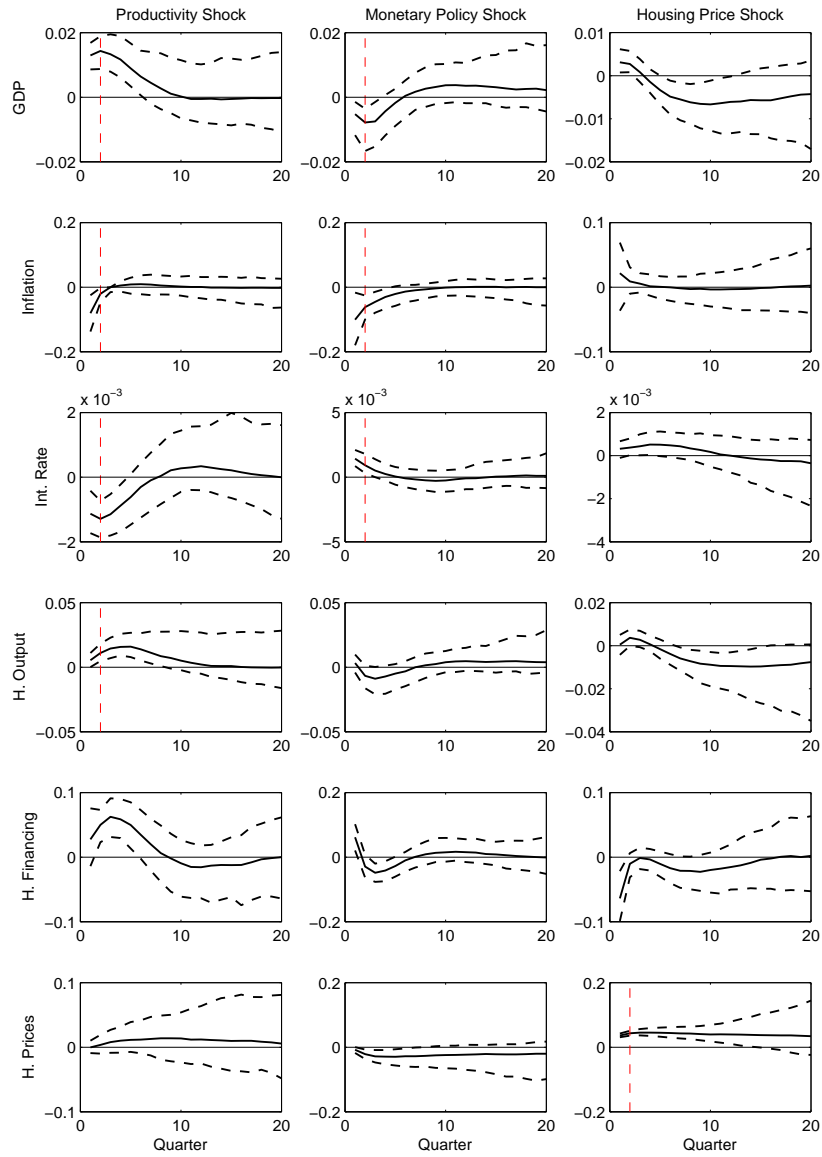 Productivity Shock Monetary Policy Shock Housing Price Shock
GDP
0.02 0 −0.02 0 10 20
0.02 0 −0.02 0 10 20
0.01 0 −0.01 −0.02 0 10 20
Inflation
0.2 0 −0.2 0 10 20
0.2 0 −0.2 0 10 20
0.1 0 −0.1 0 10 20
Int. Rate
x 10⁻³ 2 0 −2 0 10 20
x 10⁻³ 5 0 −5 0 10 20
x 10⁻³ 2 0 −2 −4 0 10 20
H. Output
0.05 0 −0.05 0 10 20
0.05 0 −0.05 0 10 20
0.02 0 −0.02 −0.04 0 10 20
H. Financing
0.1 0 −0.1 0 10 20
0.2 0 −0.2 0 10 20
0.1 0 −0.1 0 10 20
H. Prices
0.1 0 −0.1 0 10 20
0.2 0 −0.2 0 10 20
0.2 0 −0.2 0 10 20
Quarter Quarter Quarter